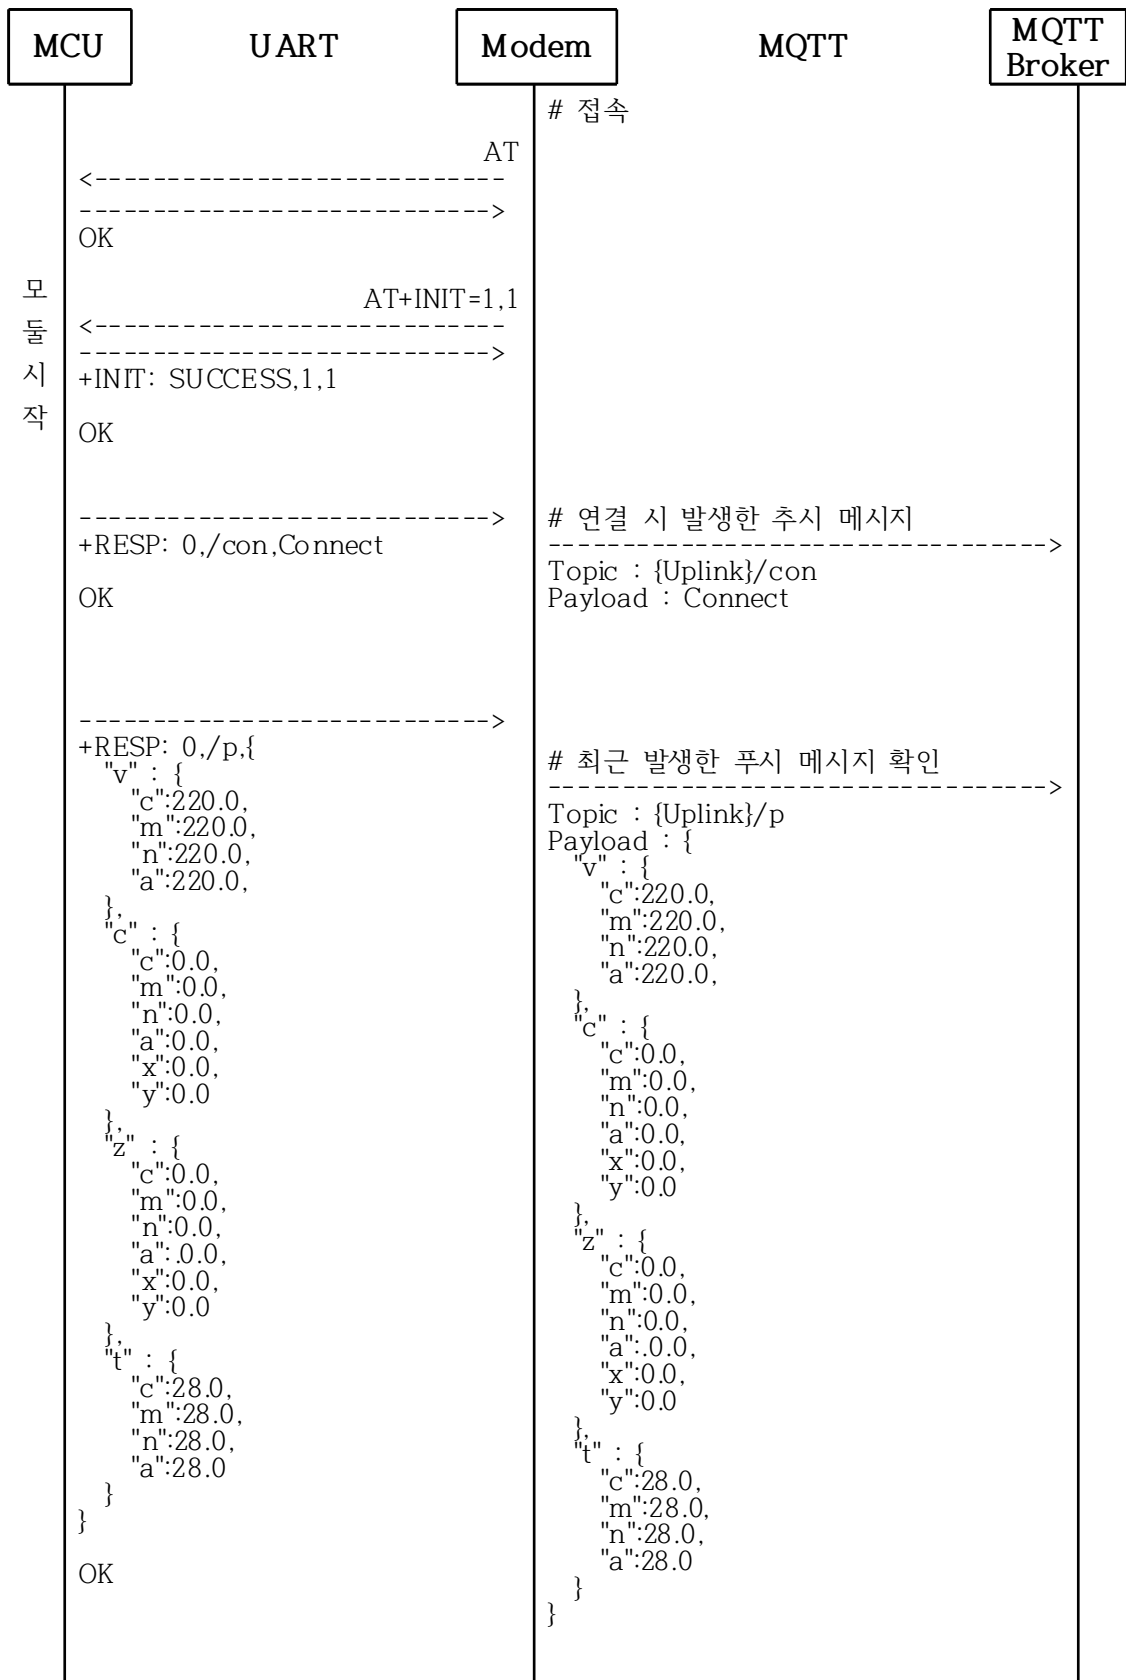 MCU
UART
Modem
MQTT
MQTT
Broker
모
둘
시
작
AT
<----------------------------
---------------------------->
OK
AT+INIT=1,1
<----------------------------
---------------------------->
+INIT: SUCCESS,1,1
OK
---------------------------->
+RESP: 0,/con,Connect
OK
---------------------------->
+RESP: 0,/p,{
"v" : {
"c":220.0,
"m":220.0,
"n":220.0,
"a":220.0,
},
"c" : {
"c":0.0,
"m":0.0,
"n":0.0,
"a":0.0,
"x":0.0,
"y":0.0
},
"z" : {
"c":0.0,
"m":0.0,
"n":0.0,
"a":.0.0,
"x":0.0,
"y":0.0
},
"t" : {
"c":28.0,
"m":28.0,
"n":28.0,
"a":28.0
}
}
OK
# 접속
# 연결 시 발생한 추시 메시지
---------------------------------->
Topic : {Uplink}/con
Payload : Connect
# 최근 발생한 푸시 메시지 확인
---------------------------------->
Topic : {Uplink}/p
Payload : {
"v" : {
"c":220.0,
"m":220.0,
"n":220.0,
"a":220.0,
},
"c" : {
"c":0.0,
"m":0.0,
"n":0.0,
"a":0.0,
"x":0.0,
"y":0.0
},
"z" : {
"c":0.0,
"m":0.0,
"n":0.0,
"a":.0.0,
"x":0.0,
"y":0.0
},
"t" : {
"c":28.0,
"m":28.0,
"n":28.0,
"a":28.0
}
}